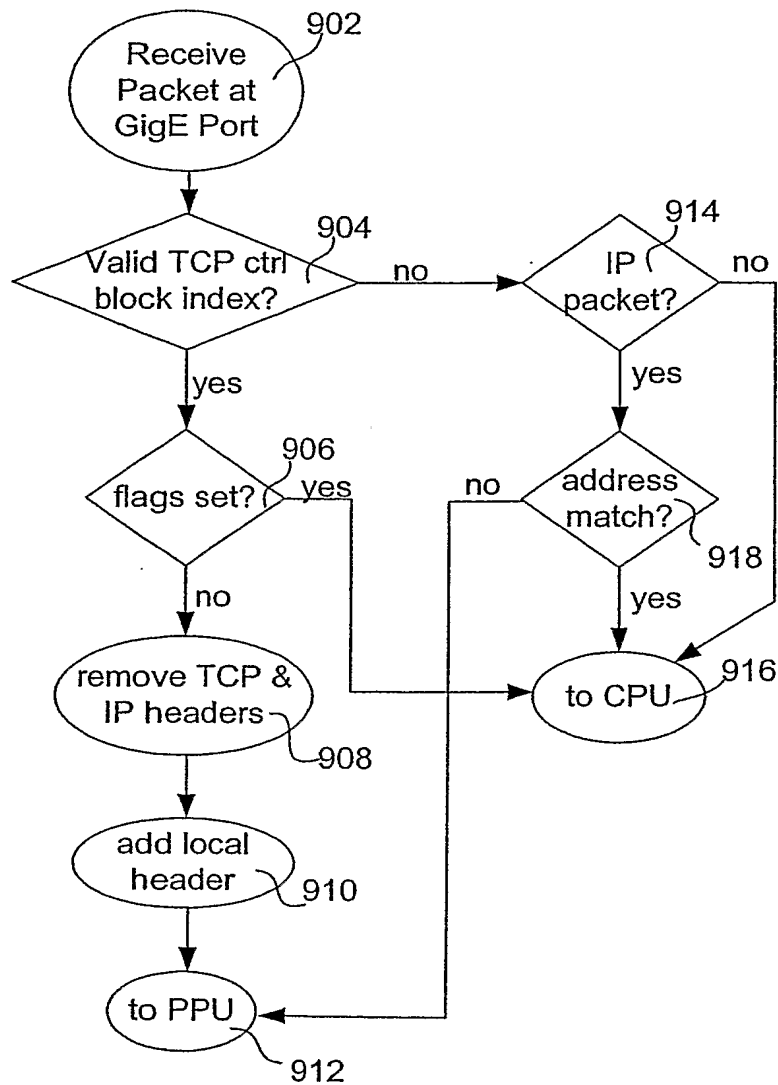 902
Receive
Packet at
GigE Port
904
Valid TCP ctrl
block index?
no
914
IP
packet?
no
yes
yes
906
flags set?
yes
no
address
match?
918
no
yes
remove TCP &
IP headers
908
to CPU
916
add local
header
910
to PPU
912